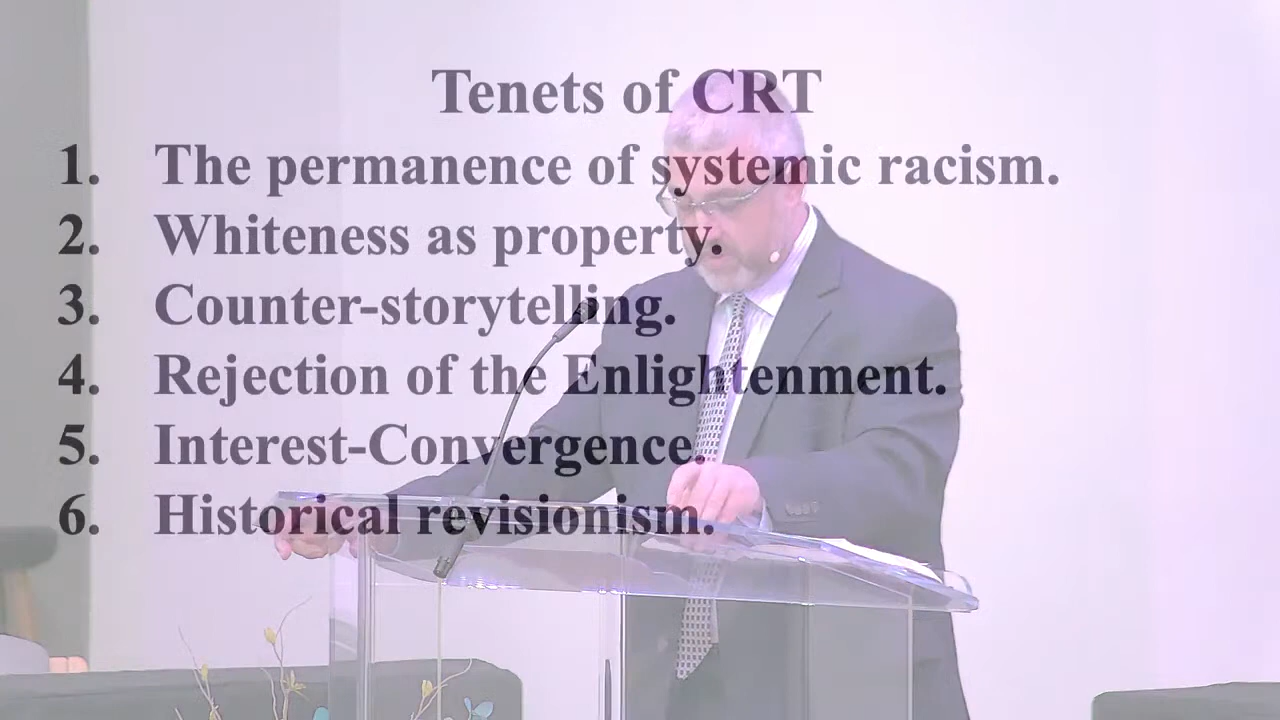 Tenets of CRT
1. The permanence of systemic racism.
2. Whiteness as property.
3. Counter-storytelling.
4. Rejection of the Enlightenment.
5. Interest-Convergence.
6. Historical revisionism.